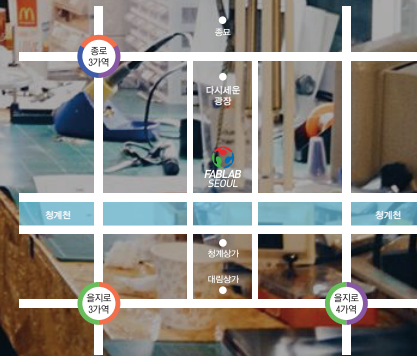 종묘
종로
3가역
다시세운
광장
FABLAB
SEOUL
청계천
청계천
청계상가
대림상가
을지로
3가역
을지로
4가역